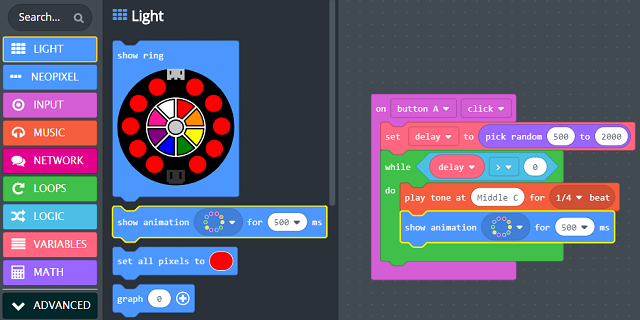 Search...
LIGHT
NEOPIXEL
INPUT
MUSIC
NETWORK
LOOPS
LOGIC
VARIABLES
MATH
ADVANCED
Light
show ring
show animation for 500 ms
set all pixels to
graph 0
on button A click
set delay to pick random 500 to 2000
while delay > 0
do
play tone at Middle C for 1/4 beat
show animation for 500 ms